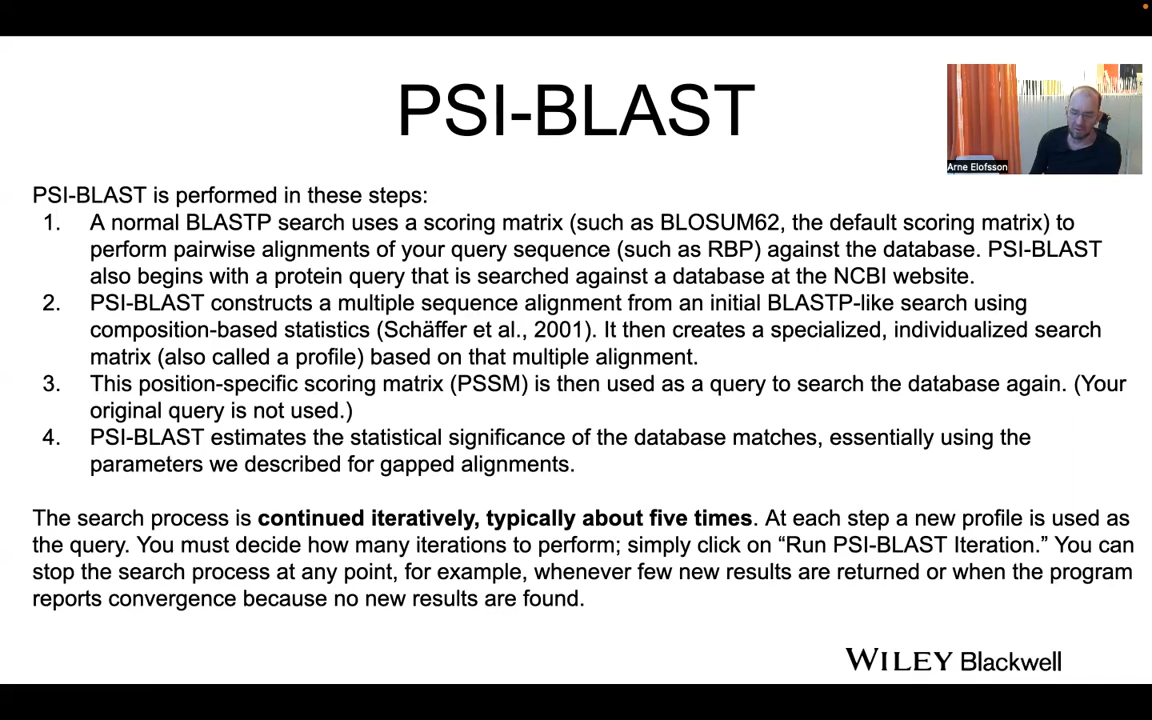 PSI-BLAST
Arne Elofsson
PSI-BLAST is performed in these steps:
1. A normal BLASTP search uses a scoring matrix (such as BLOSUM62, the default scoring matrix) to
perform pairwise alignments of your query sequence (such as RBP) against the database. PSI-BLAST
also begins with a protein query that is searched against a database at the NCBI website.
2. PSI-BLAST constructs a multiple sequence alignment from an initial BLASTP-like search using
composition-based statistics (Schäffer et al., 2001). It then creates a specialized, individualized search
matrix (also called a profile) based on that multiple alignment.
3. This position-specific scoring matrix (PSSM) is then used as a query to search the database again. (Your
original query is not used.)
4. PSI-BLAST estimates the statistical significance of the database matches, essentially using the
parameters we described for gapped alignments.
The search process is continued iteratively, typically about five times. At each step a new profile is used as
the query. You must decide how many iterations to perform; simply click on “Run PSI-BLAST Iteration.” You can
stop the search process at any point, for example, whenever few new results are returned or when the program
reports convergence because no new results are found.
WILEY Blackwell